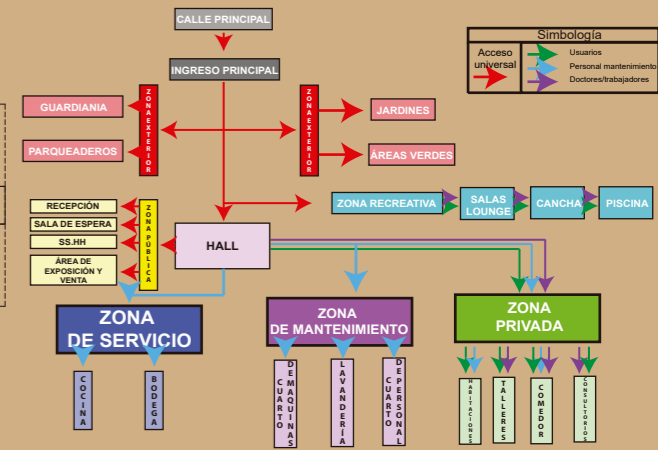 CALLE PRINCIPAL
INGRESO PRINCIPAL
Simbología
Acceso
universal
Usuarios
Personal mantenimiento
Doctores/trabajadores
GUARDIANIA
PARQUEADEROS
ZONA EXTERIOR
ZONA EXTERIOR
JARDINES
ÁREAS VERDES
ZONA RECREATIVA
SALAS
LOUNGE
CANCHA
PISCINA
RECEPCIÓN
SALA DE ESPERA
SS.HH
ÁREA DE
EXPOSICIÓN Y
VENTA
ZONA PÚBLICA
HALL
ZONA
DE SERVICIO
ZONA
DE MANTENIMIENTO
ZONA
PRIVADA
COCINA
BODEGA
CUARTO
DE MAQUINAS
LAVANDERÍA
CUARTO
DE PERSONAL
HABITACIONES
TALLERES
COMEDOR
CONSULTORIOS